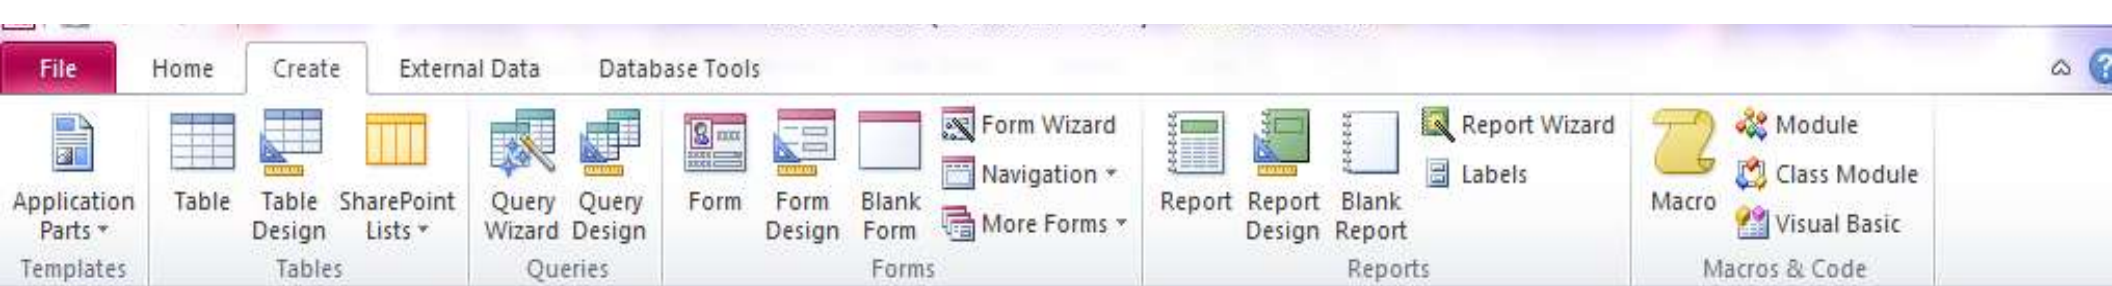 File Home Create External Data Database Tools
Application Parts
Templates
Table
Table Design
SharePoint Lists
Tables
Query Wizard
Query Design
Queries
Form
Form Design
Blank Form
Form Wizard
Navigation
More Forms
Forms
Report
Report Design
Blank Report
Report Wizard
Labels
Reports
Macro
Module
Class Module
Visual Basic
Macros & Code